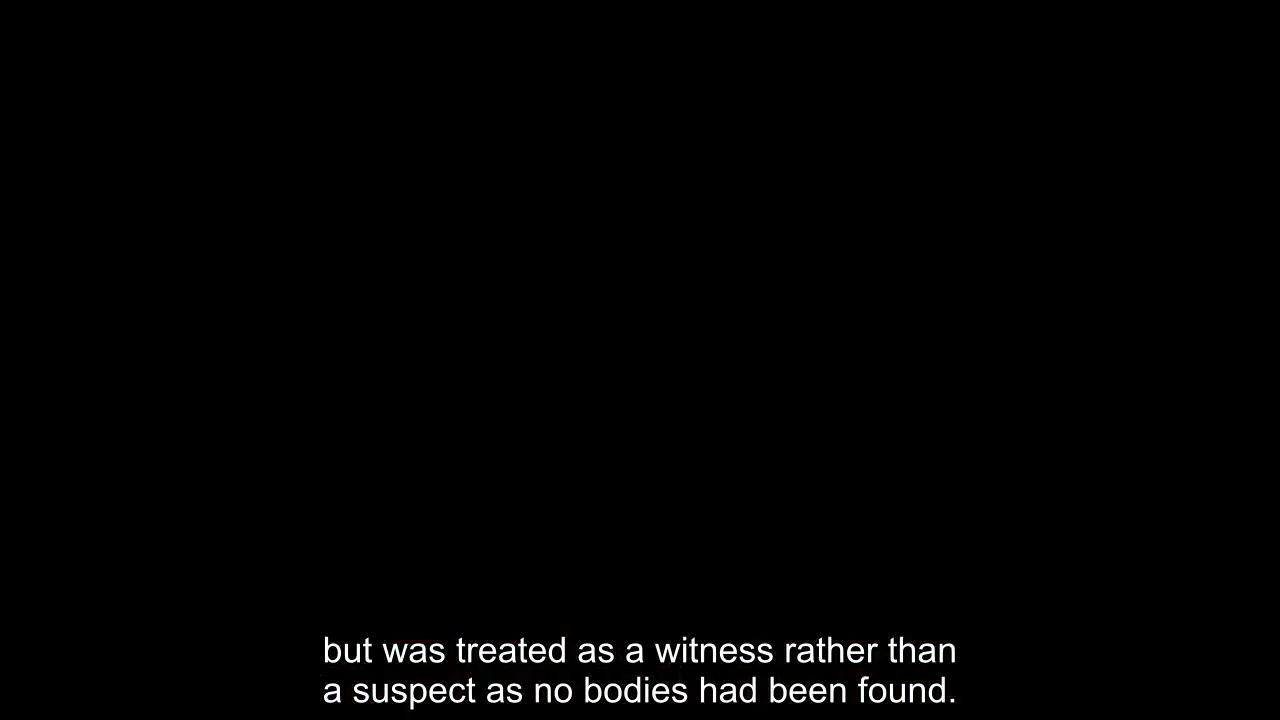 but was treated as a witness rather than
a suspect as no bodies had been found.